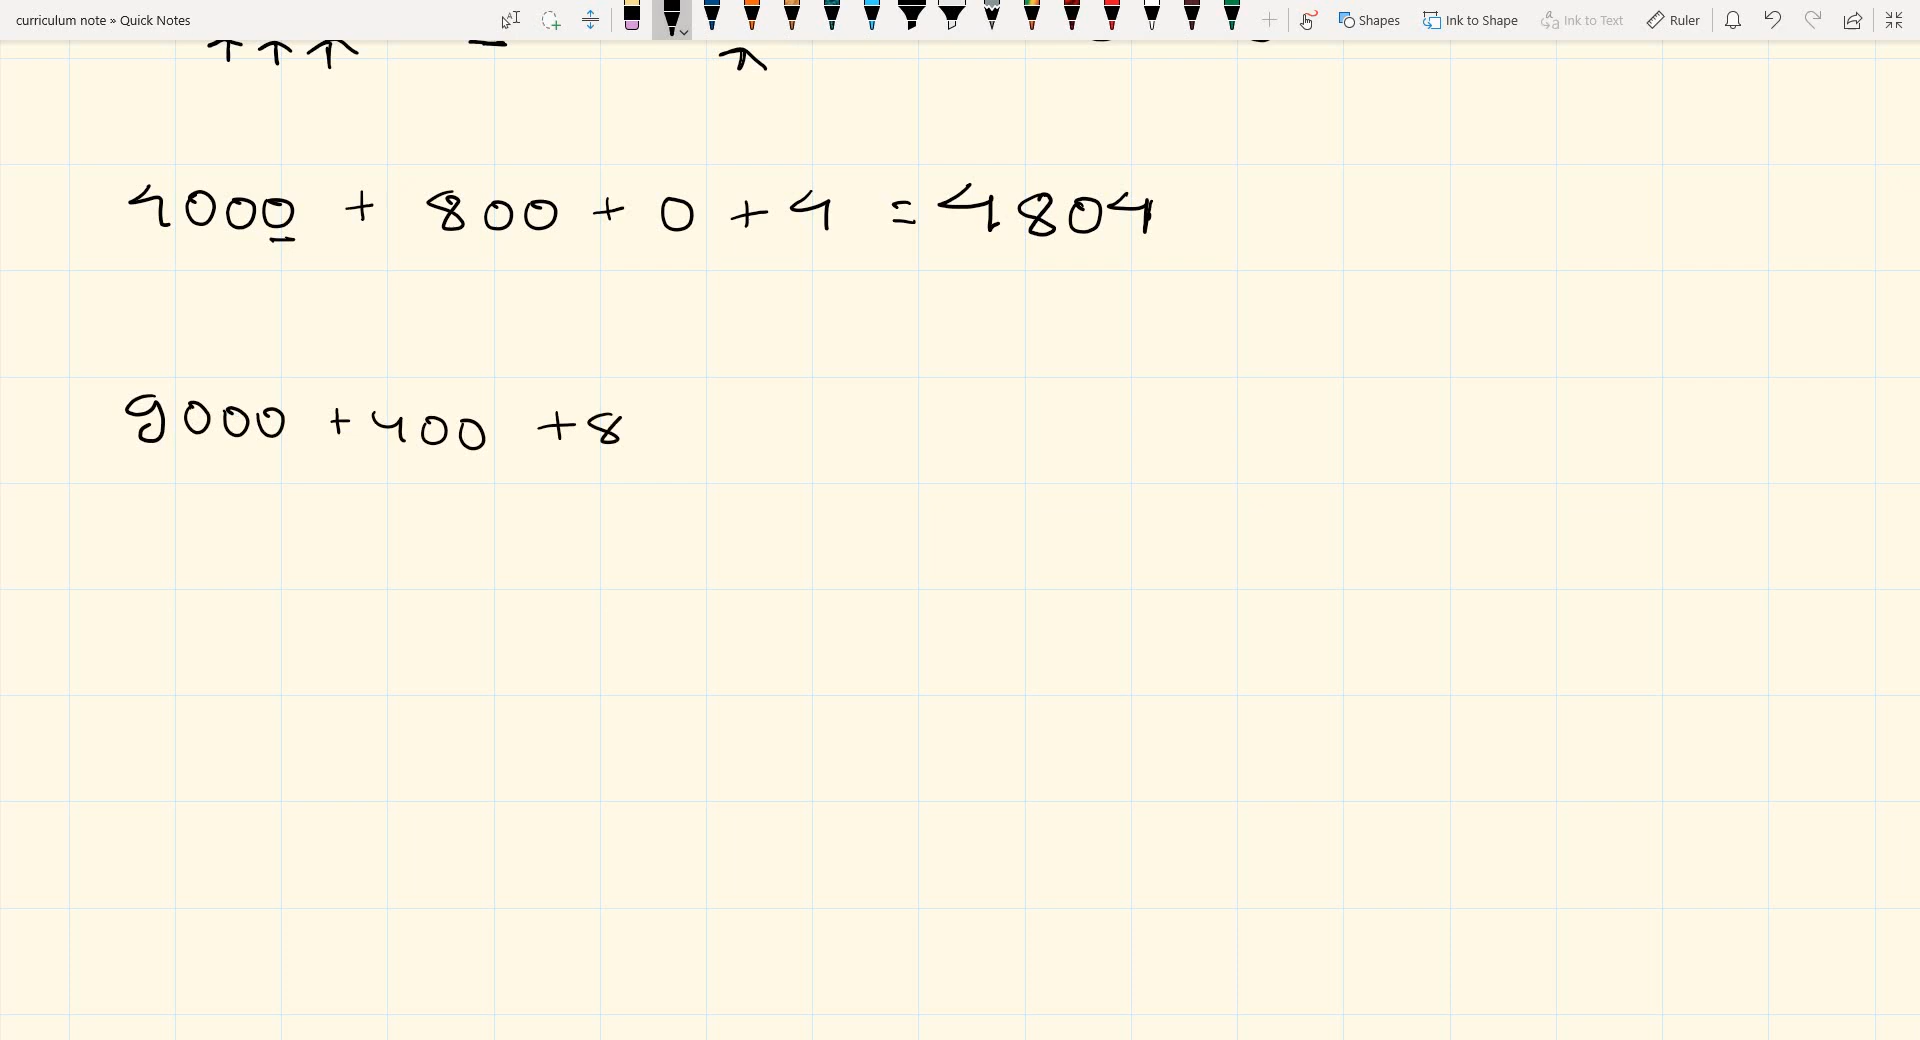 curriculum note » Quick Notes
Shapes Ink to Shape Ink to Text Ruler
4000 + 800 + 0 + 4 = 4804
9000 + 400 + 8